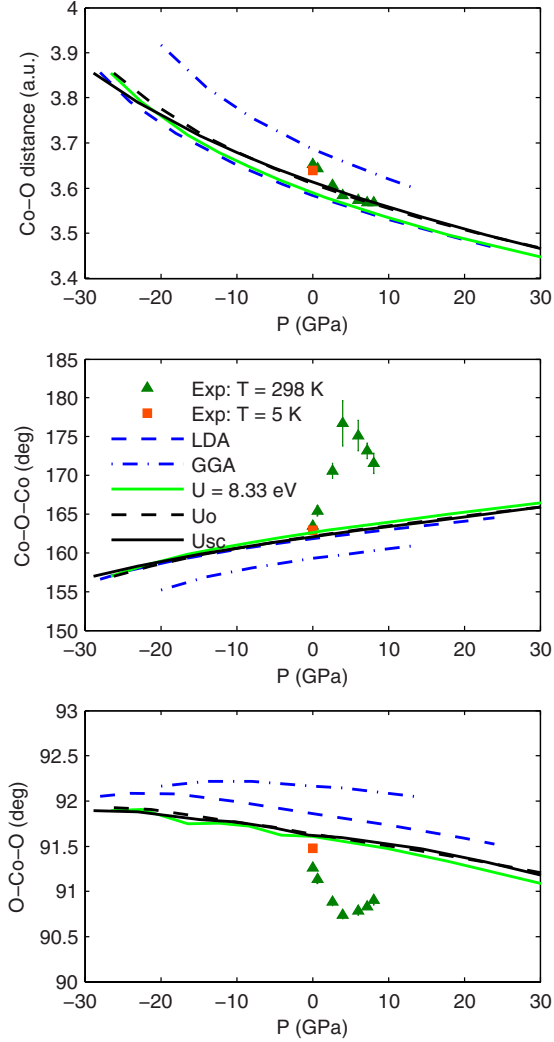 4
3.9
3.8
3.7
3.6
3.5
3.4
Co–O distance (a.u.)
−30 −20 −10 0 10 20 30
P (GPa)
185
180
175
170
165
160
155
150
Co–O–Co (deg)
Exp: T = 298 K
Exp: T = 5 K
LDA
GGA
U = 8.33 eV
Uo
Usc
−30 −20 −10 0 10 20 30
P (GPa)
93
92.5
92
91.5
91
90.5
90
O–Co–O (deg)
−30 −20 −10 0 10 20 30
P (GPa)